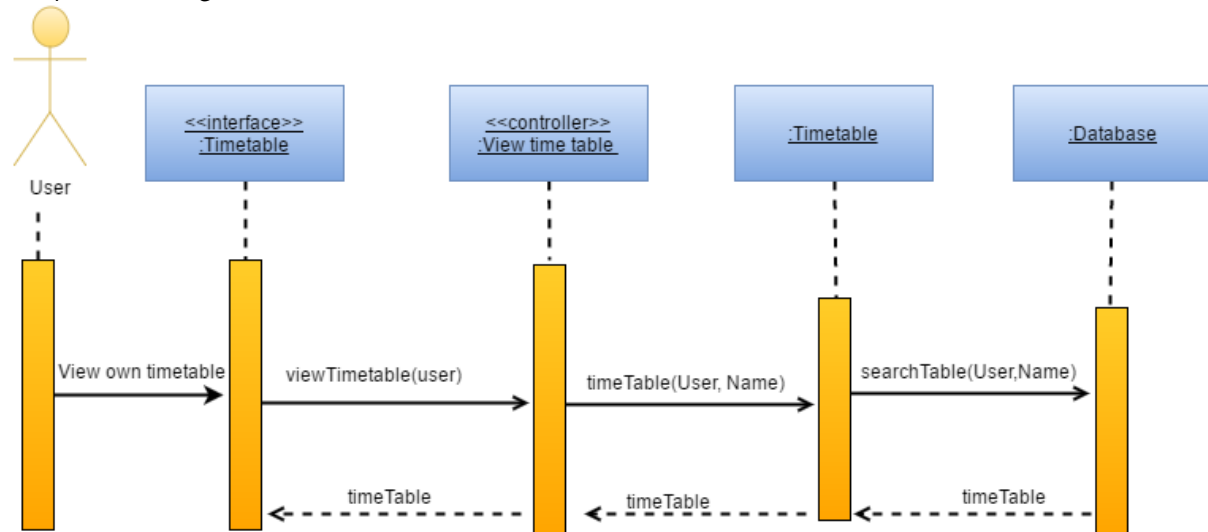 <<interface>>
:Timetable
<<controller>>
:View time table
:Timetable
:Database
User
View own timetable
viewTimetable(user)
timeTable(User, Name)
searchTable(User,Name)
timeTable
timeTable
timeTable